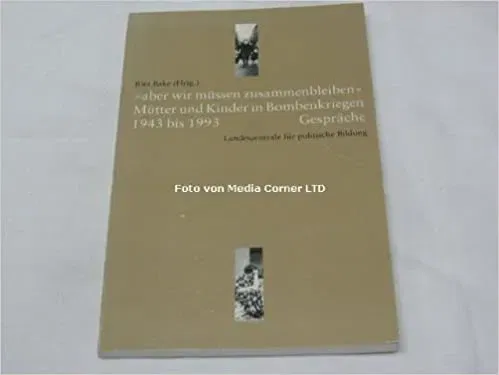 Rita Bake (Hrsg.)
»aber wir müssen zusammenbleiben«
Mütter und Kinder in Bombenkriegen
1943 bis 1993 Gespräche
Landeszentrale für politische Bildung
Foto von Media Corner LTD